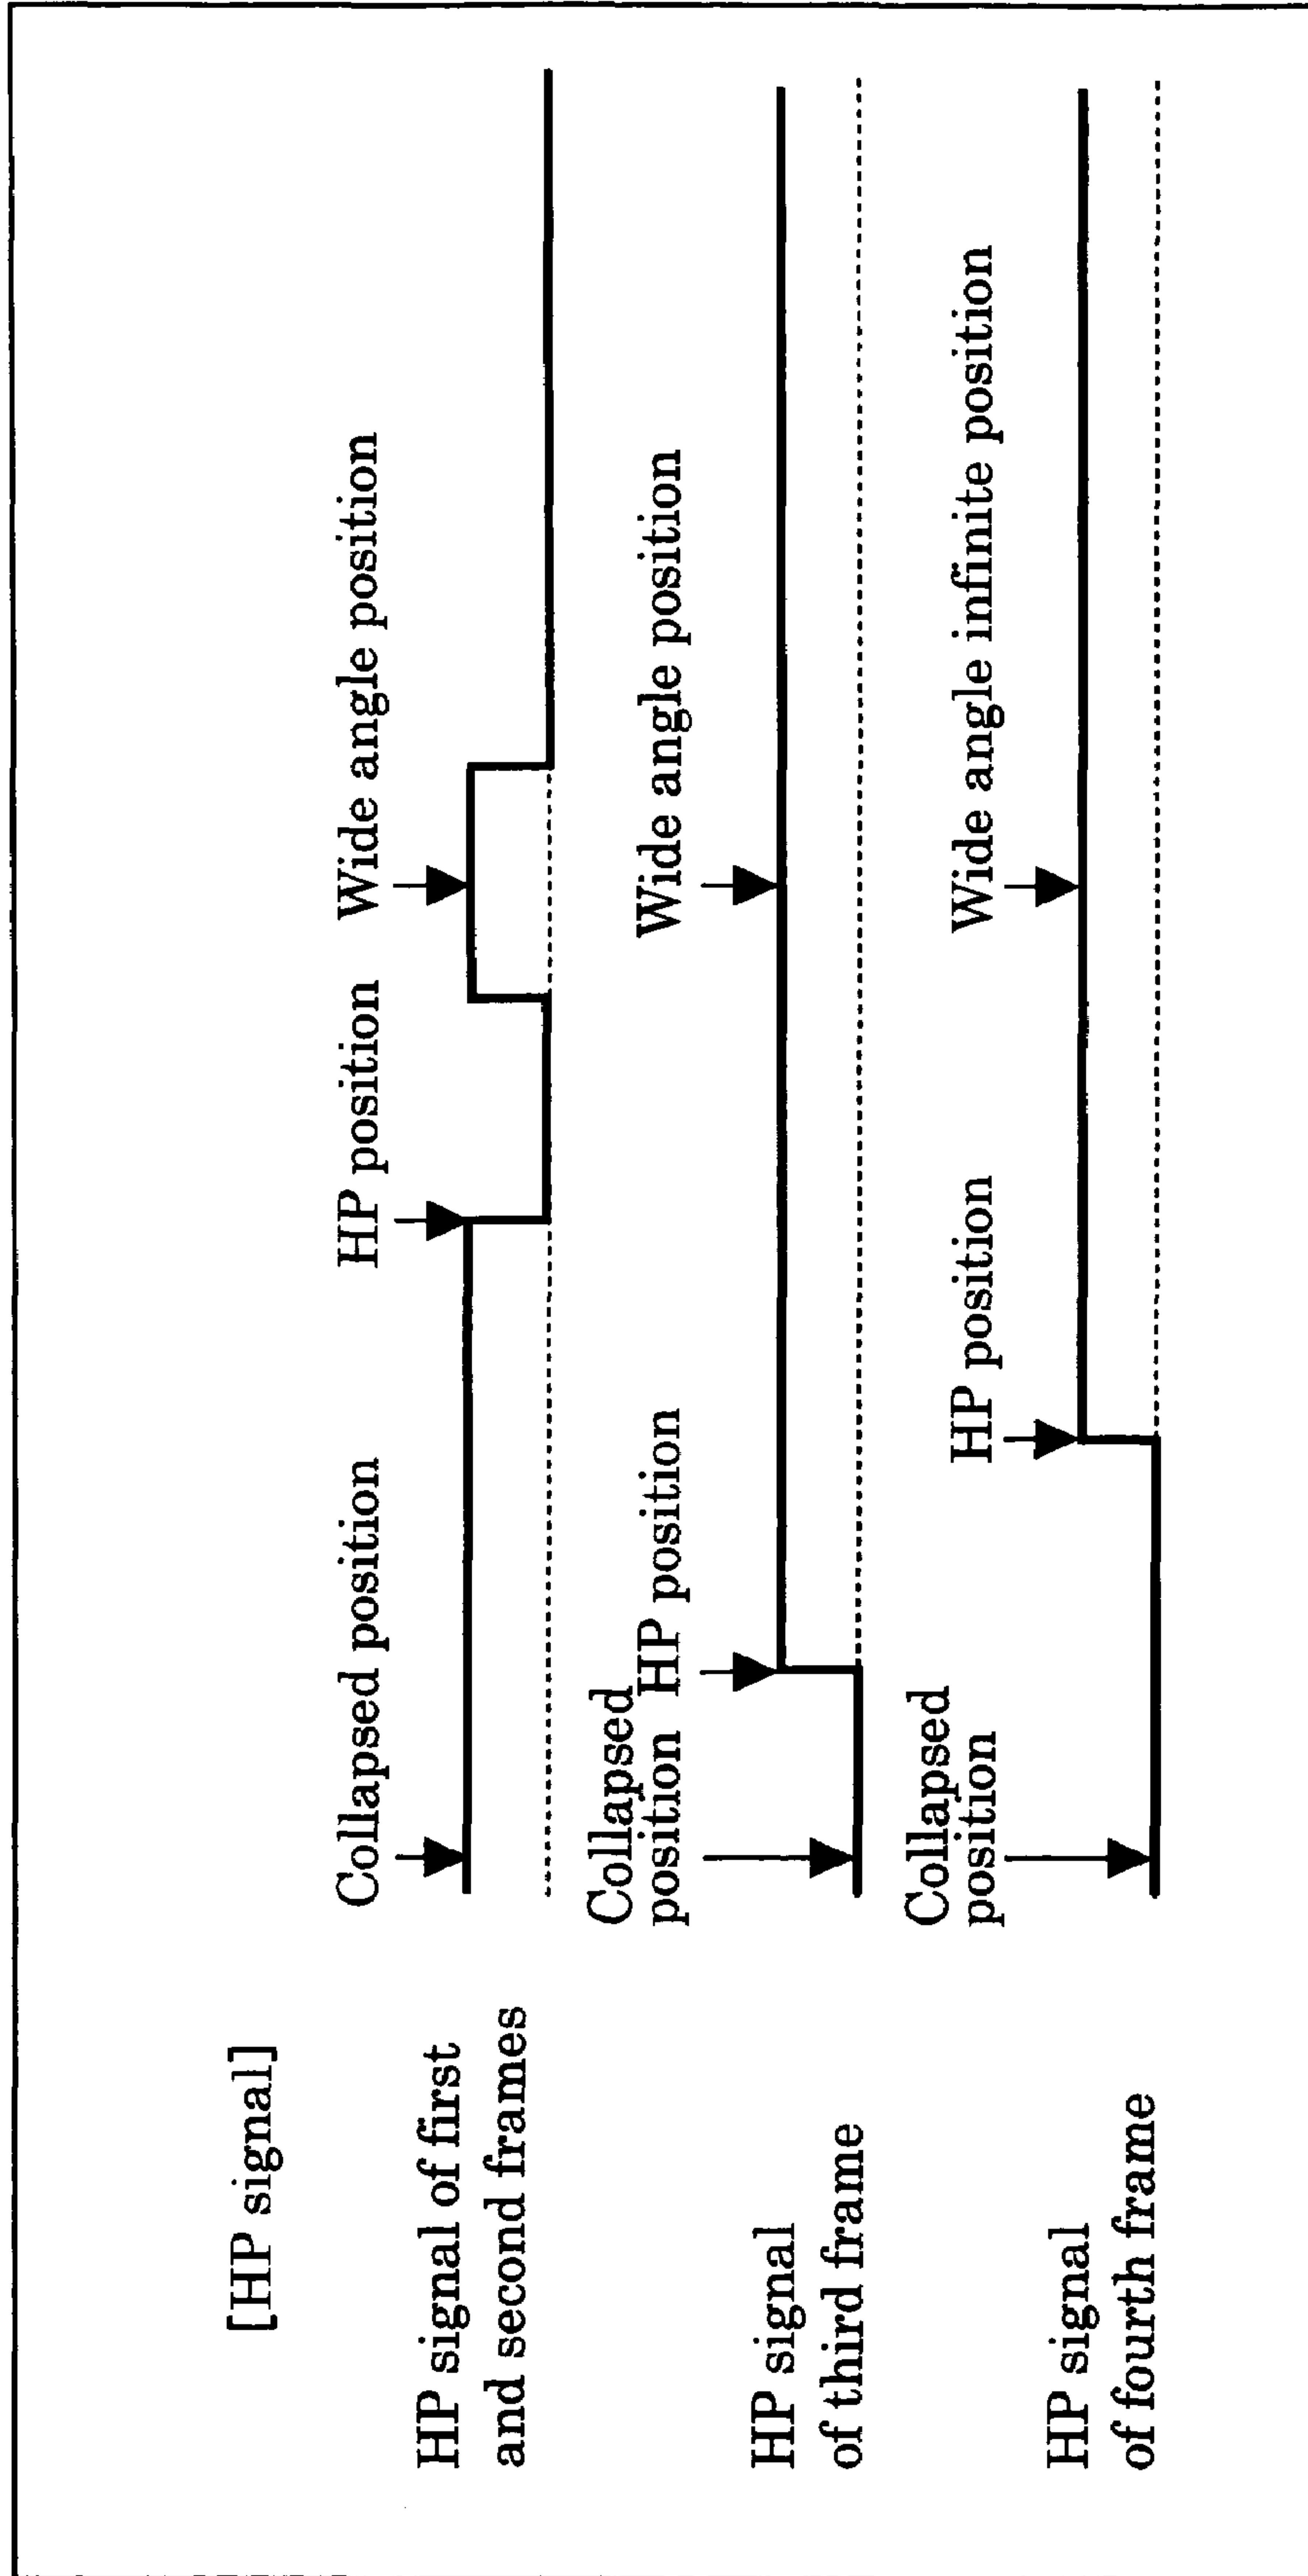 [HP signal]
HP signal of first
and second frames
Collapsed position
HP position
Wide angle position
HP signal
of third frame
Collapsed
position
HP position
Wide angle position
HP signal
of fourth frame
Collapsed
position
HP position
Wide angle infinite position